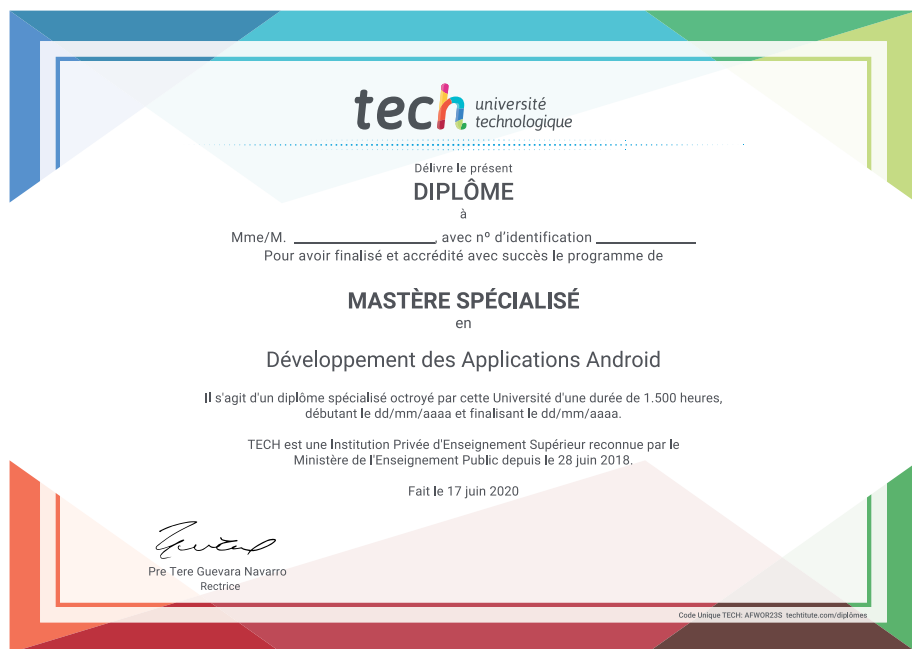 tech université
technologique
Délivre le présent
DIPLÔME
à
Mme/M. ____________________, avec nº d'identification ______________
Pour avoir finalisé et accrédité avec succès le programme de
MASTÈRE SPÉCIALISÉ
en
Développement des Applications Android
Il s'agit d'un diplôme spécialisé octroyé par cette Université d'une durée de 1.500 heures,
débutant le dd/mm/aaaa et finalisant le dd/mm/aaaa.
TECH est une Institution Privée d'Enseignement Supérieur reconnue par le
Ministère de l'Enseignement Public depuis le 28 juin 2018.
Fait le 17 juin 2020
Pre Tere Guevara Navarro
Rectrice
Code Unique TECH: AFWOR23S techtitute.com/diplômes